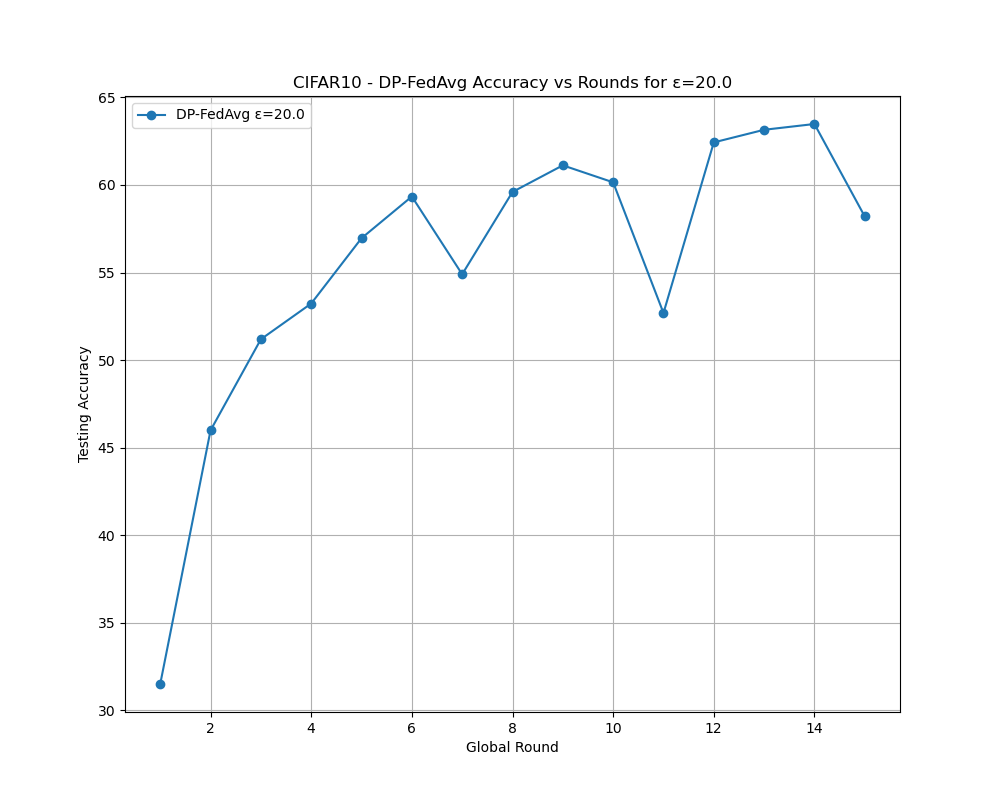 CIFAR10 - DP-FedAvg Accuracy vs Rounds for ε=20.0
DP-FedAvg ε=20.0
65
60
55
50
45
40
35
30
Testing Accuracy
2 4 6 8 10 12 14
Global Round